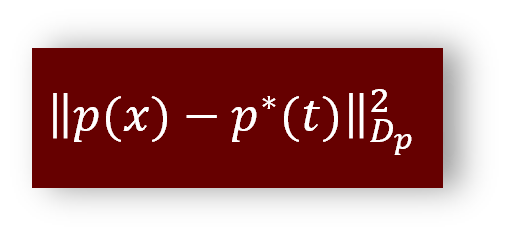 ‖p(x) − p*(t)‖²_{D_p}